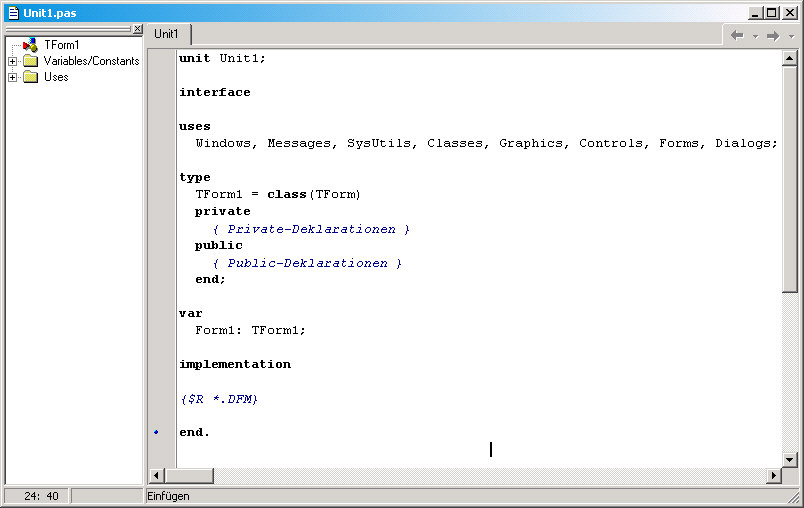 Unit1.pas
TForm1
Variables/Constants
Uses
Unit1
unit Unit1;
interface
uses
Windows, Messages, SysUtils, Classes, Graphics, Controls, Forms, Dialogs;
type
TForm1 = class(TForm)
private
{ Private-Deklarationen }
public
{ Public-Deklarationen }
end;
var
Form1: TForm1;
implementation
{$R *.DFM}
end.
24: 40
Einfügen